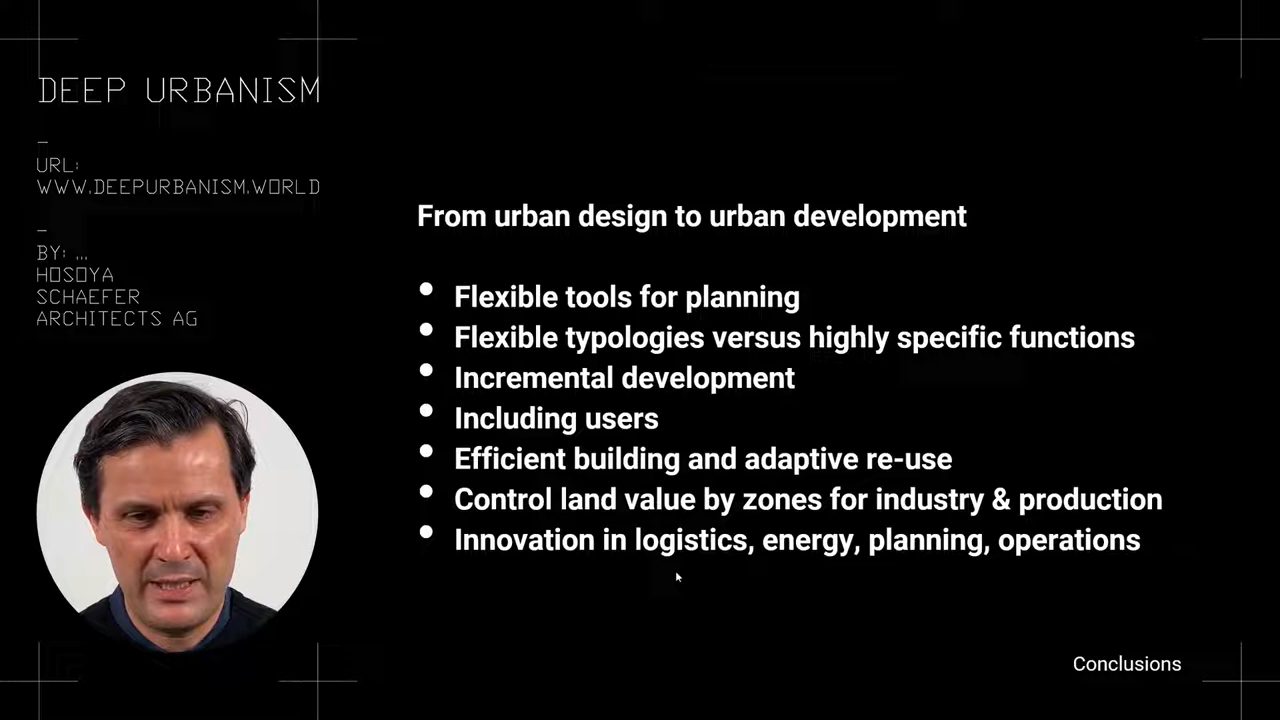 DEEP URBANISM
–
URL:
WWW.DEEPURBANISM.WORLD
–
BY: ...
HOSOYA
SCHAEFER
ARCHITECTS AG
From urban design to urban development
• Flexible tools for planning
• Flexible typologies versus highly specific functions
• Incremental development
• Including users
• Efficient building and adaptive re-use
• Control land value by zones for industry & production
• Innovation in logistics, energy, planning, operations
Conclusions